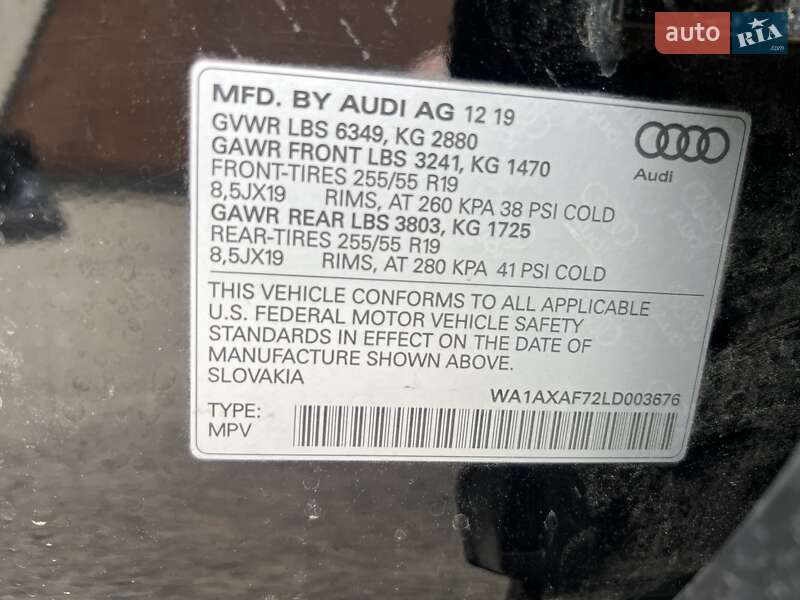 auto RIA.com
MFD. BY AUDI AG 12 19
GVWR LBS 6349, KG 2880
GAWR FRONT LBS 3241, KG 1470
FRONT-TIRES 255/55 R19
8,5JX19 RIMS, AT 260 KPA 38 PSI COLD
GAWR REAR LBS 3803, KG 1725
REAR-TIRES 255/55 R19
8,5JX19 RIMS, AT 280 KPA 41 PSI COLD
Audi
THIS VEHICLE CONFORMS TO ALL APPLICABLE
U.S. FEDERAL MOTOR VEHICLE SAFETY
STANDARDS IN EFFECT ON THE DATE OF
MANUFACTURE SHOWN ABOVE.
SLOVAKIA
WA1AXAF72LD003676
TYPE:
MPV